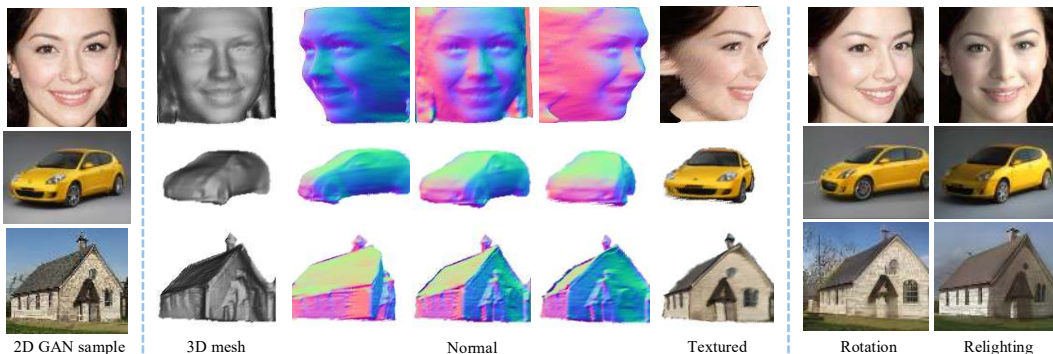 2D GAN sample
3D mesh
Normal
Textured
Rotation
Relighting